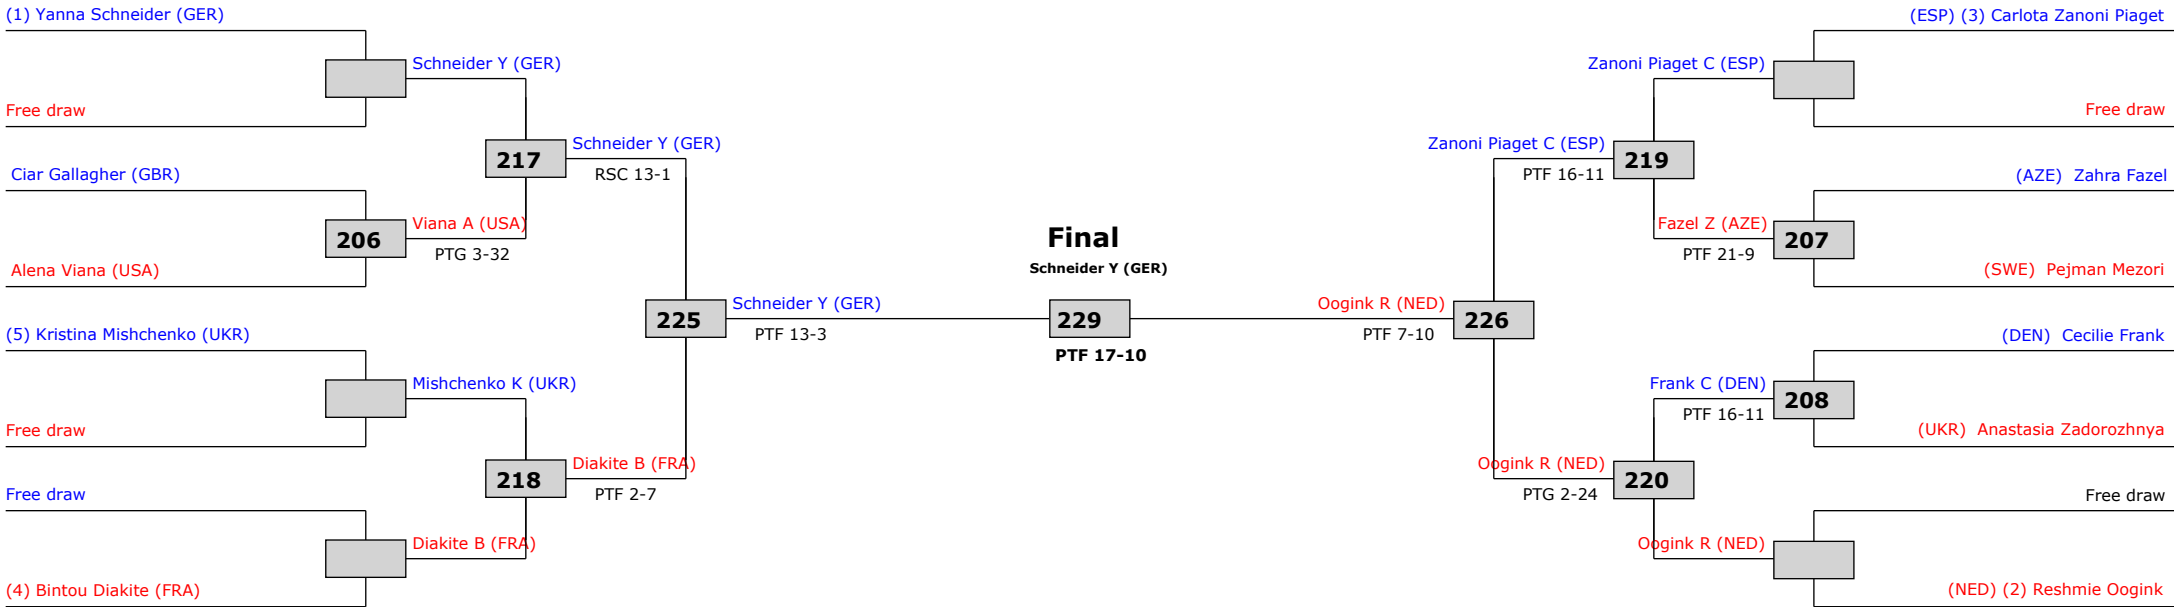 (1) Yanna Schneider (GER)
Schneider Y (GER)
Free draw
217
Schneider Y (GER)
RSC 13-1
Ciar Gallagher (GBR)
206
Viana A (USA)
PTG 3-32
Alena Viana (USA)
225
Schneider Y (GER)
PTF 13-3
(5) Kristina Mishchenko (UKR)
Mishchenko K (UKR)
Free draw
218
Diakite B (FRA)
PTF 2-7
Free draw
Diakite B (FRA)
(4) Bintou Diakite (FRA)
Final
Schneider Y (GER)
229
PTF 17-10
(ESP) (3) Carlota Zanoni Piaget
Zanoni Piaget C (ESP)
Free draw
Zanoni Piaget C (ESP)
219
PTF 16-11
(AZE) Zahra Fazel
Fazel Z (AZE)
207
PTF 21-9
(SWE) Pejman Mezori
Oogink R (NED)
226
PTF 7-10
(DEN) Cecilie Frank
Frank C (DEN)
208
PTF 16-11
(UKR) Anastasia Zadorozhnya
Oogink R (NED)
220
PTG 2-24
Free draw
Oogink R (NED)
(NED) (2) Reshmie Oogink